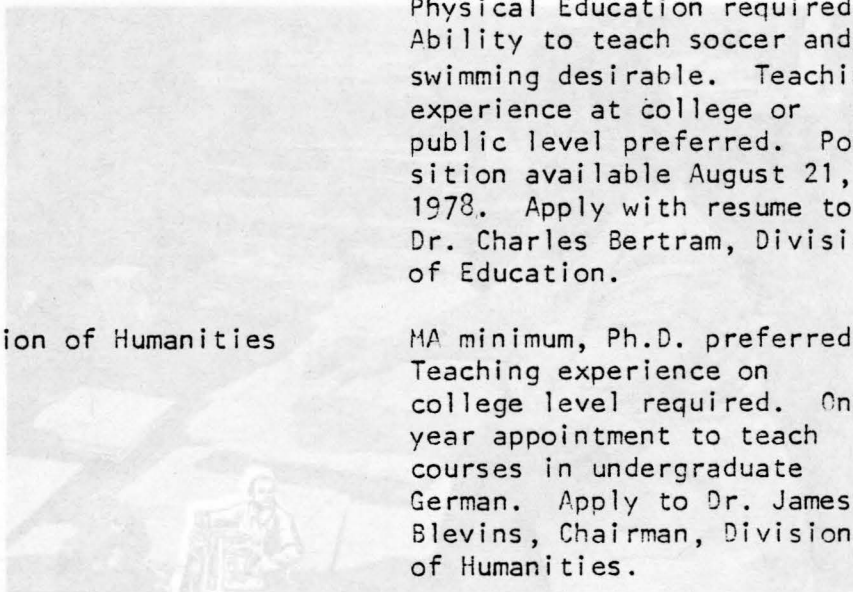 Physical Education required
Ability to teach soccer and
swimming desirable. Teachi
experience at college or
public level preferred. Po
sition available August 21,
1978. Apply with resume to
Dr. Charles Bertram, Divisi
of Education.
ion of Humanities MA minimum, Ph.D. preferred
Teaching experience on
college level required. On
year appointment to teach
courses in undergraduate
German. Apply to Dr. James
Blevins, Chairman, Division
of Humanities.